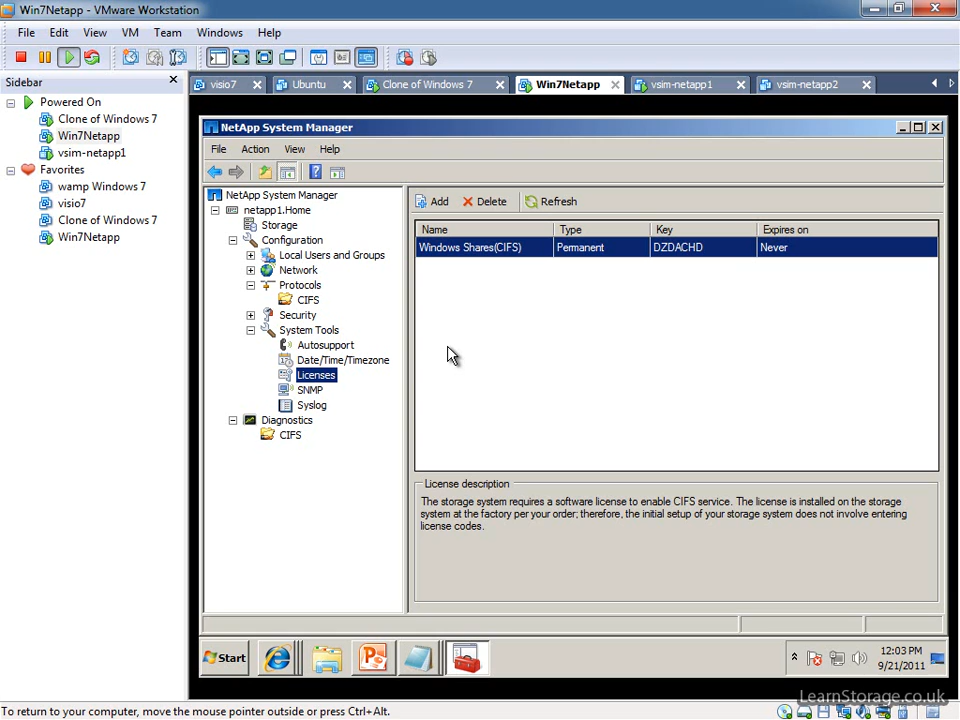 Win7Netapp - VMware Workstation
File Edit View VM Team Windows Help
Sidebar
visio7 Ubuntu Clone of Windows 7 Win7Netapp vsim-netapp1 vsim-netapp2
Powered On
Clone of Windows 7
Win7Netapp
vsim-netapp1
Favorites
wamp Windows 7
visio7
Clone of Windows 7
Win7Netapp
NetApp System Manager
File Action View Help
NetApp System Manager
netapp1.Home
Storage
Configuration
Local Users and Groups
Network
Protocols
CIFS
Security
System Tools
Autosupport
Date/Time/Timezone
Licenses
SNMP
Syslog
Diagnostics
CIFS
Add Delete Refresh
Name Type Key Expires on
Windows Shares(CIFS) Permanent DZDACHD Never
License description
The storage system requires a software license to enable CIFS service. The license is installed on the storage
system at the factory per your order; therefore, the initial setup of your storage system does not involve entering
license codes.
Start
12:03 PM
9/21/2011
LearnStorage.co.uk
To return to your computer, move the mouse pointer outside or press Ctrl+Alt.